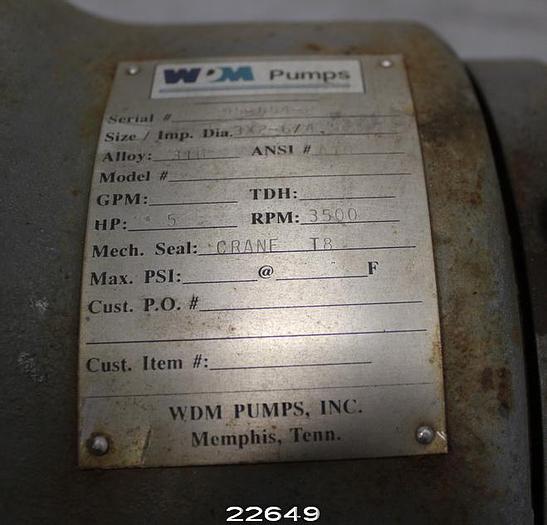 WDM Pumps
Serial #
Size / Imp. Dia.
Alloy: ANSI #
Model #
GPM: TDH:
HP: 5 RPM: 3500
Mech. Seal: CRANE T8
Max. PSI: @ F
Cust. P.O. #
Cust. Item #:
WDM PUMPS, INC.
Memphis, Tenn.
22649